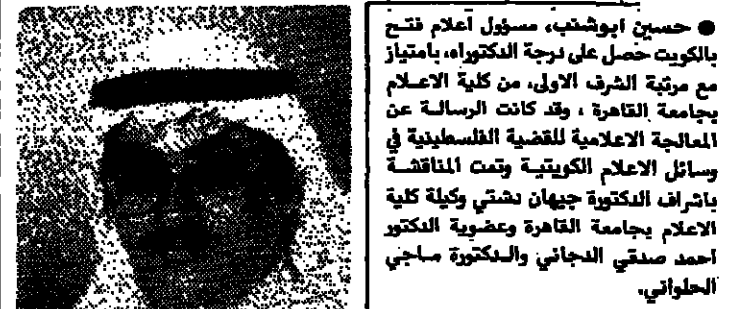 ● حسين ابوشنب، مسؤول اعلام فتح
بالكويت حصل على درجة الدكتوراه، بامتياز
مع مرتبة الشرف الاولى، من كلية الاعلام
بجامعة القاهرة ، وقد كانت الرسالة عن
المعالجة الاعلامية للقضية الفلسطينية في
وسائل الاعلام الكويتية وتمت المناقشة
باشراف الدكتورة جيهان رشتي وكيلة كلية
الاعلام بجامعة القاهرة وعضوية الدكتور
احمد صدقي الدجاني والدكتورة ماجي
الحلواني.